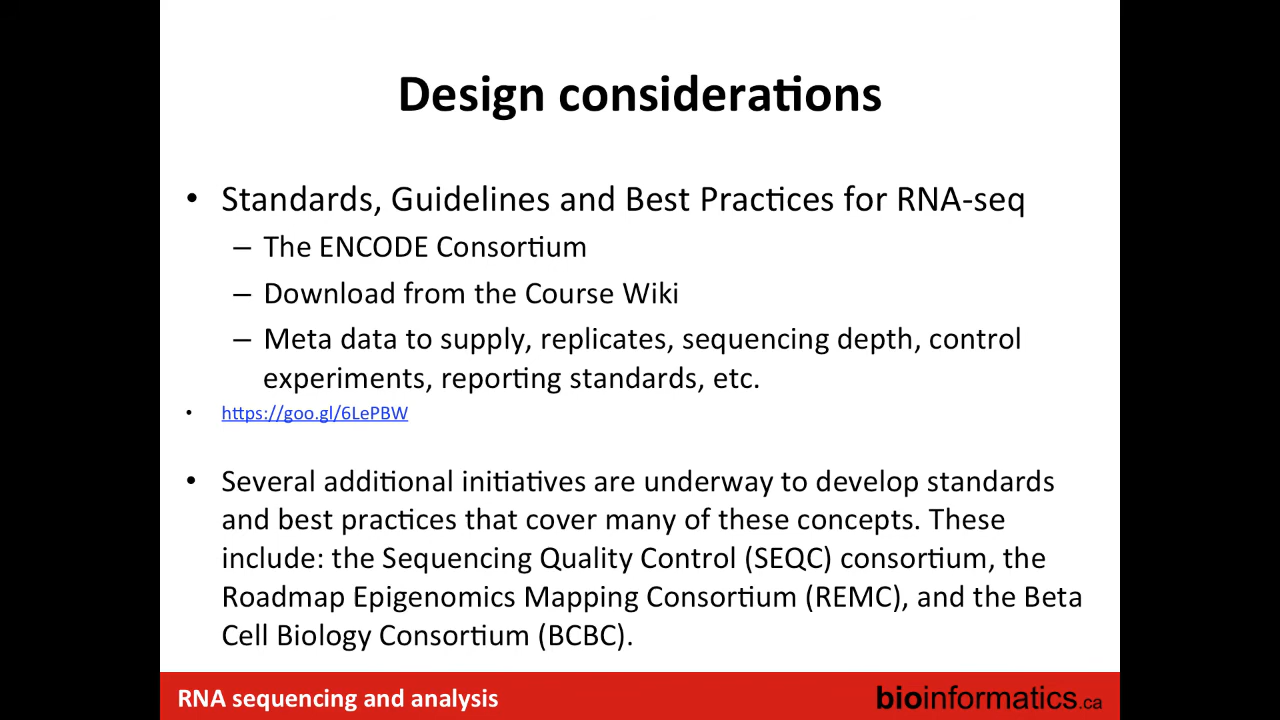 Design considerations
• Standards, Guidelines and Best Practices for RNA-seq
– The ENCODE Consortium
– Download from the Course Wiki
– Meta data to supply, replicates, sequencing depth, control
experiments, reporting standards, etc.
• https://goo.gl/6LePBW
• Several additional initiatives are underway to develop standards
and best practices that cover many of these concepts. These
include: the Sequencing Quality Control (SEQC) consortium, the
Roadmap Epigenomics Mapping Consortium (REMC), and the Beta
Cell Biology Consortium (BCBC).
RNA sequencing and analysis
bioinformatics.ca